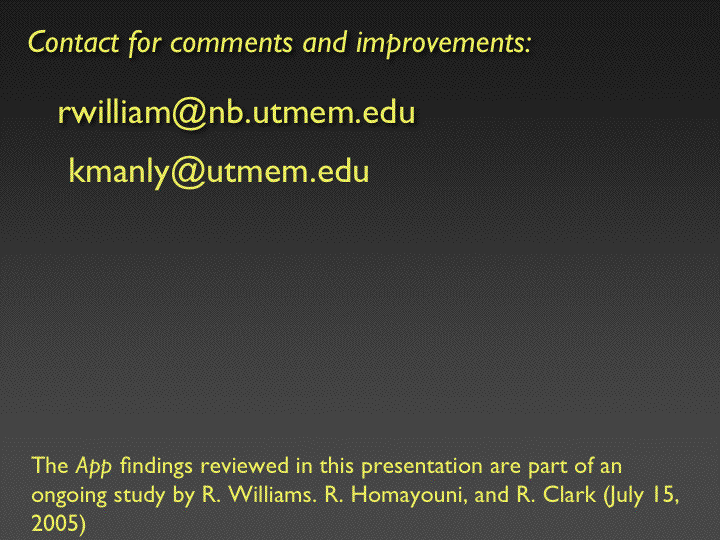 Contact for comments and improvements:
rwilliam@nb.utmem.edu
kmanly@utmem.edu
The App findings reviewed in this presentation are part of an
ongoing study by R. Williams. R. Homayouni, and R. Clark (July 15,
2005)